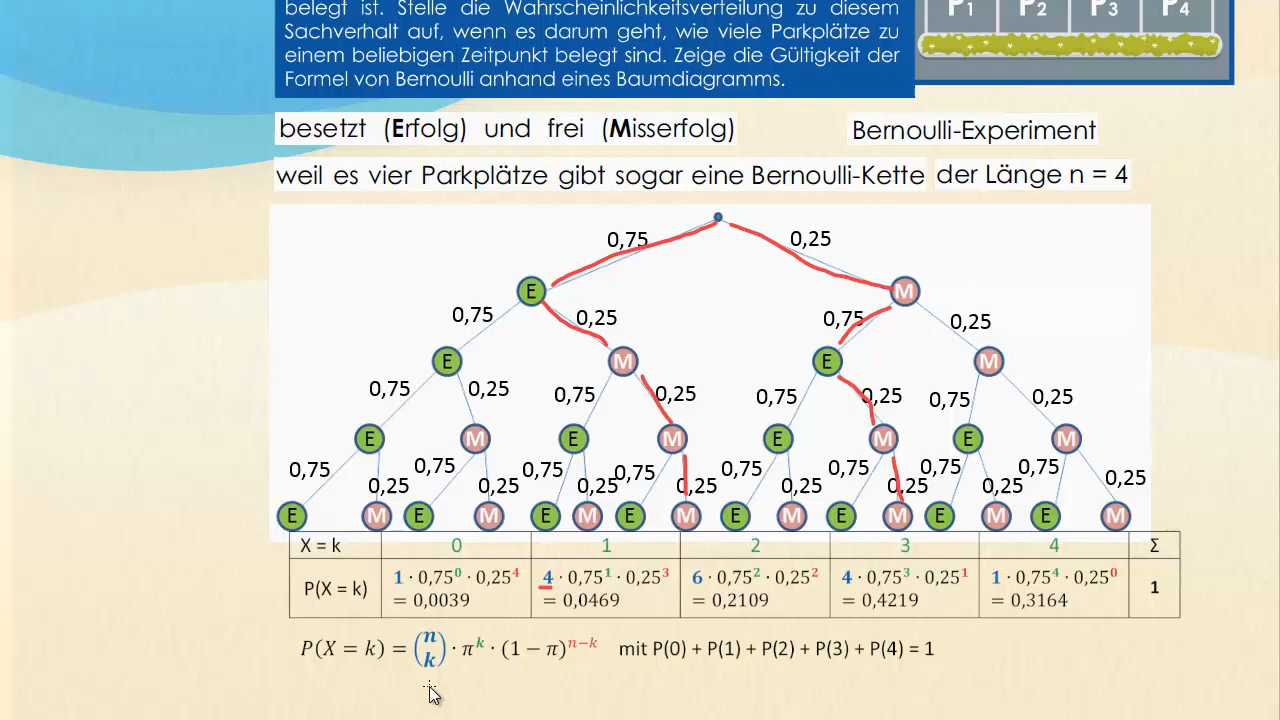 belegt ist. Stelle die Wahrscheinlichkeitsverteilung zu diesem
Sachverhalt auf, wenn es darum geht, wie viele Parkplätze zu
einem beliebigen Zeitpunkt belegt sind. Zeige die Gültigkeit der
Formel von Bernoulli anhand eines Baumdiagramms.
P1 P2 P3 P4
besetzt (Erfolg) und frei (Misserfolg) Bernoulli-Experiment
weil es vier Parkplätze gibt sogar eine Bernoulli-Kette der Länge n = 4
0,75 0,25
E M
0,75 0,25 0,75 0,25
E M E M
0,75 0,25 0,75 0,25 0,75 0,25 0,75 0,25
E M E M E M E M
0,75 0,25 0,75 0,25 0,75 0,25 0,75 0,25 0,75 0,25 0,75 0,25 0,75 0,25 0,75 0,25
E M E M E M E M E M E M E M E M
X = k 0 1 2 3 4 Σ
P(X = k) 1 · 0,75⁰ · 0,25⁴ 4 · 0,75¹ · 0,25³ 6 · 0,75² · 0,25² 4 · 0,75³ · 0,25¹ 1 · 0,75⁴ · 0,25⁰ 1
= 0,0039 = 0,0469 = 0,2109 = 0,4219 = 0,3164
P(X = k) = (n k) · π^k · (1 − π)^(n−k) mit P(0) + P(1) + P(2) + P(3) + P(4) = 1